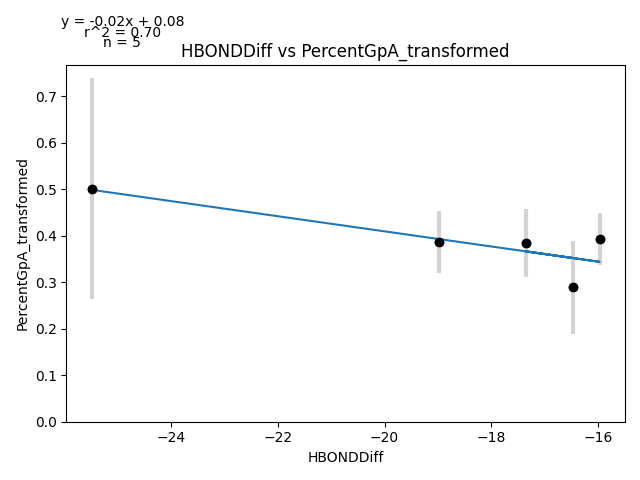 y = -0.02x + 0.08
r^2 = 0.70
n = 5
HBONDDiff vs PercentGpA_transformed
PercentGpA_transformed
0.7
0.6
0.5
0.4
0.3
0.2
0.1
0.0
−24
−22
−20
−18
−16
HBONDDiff